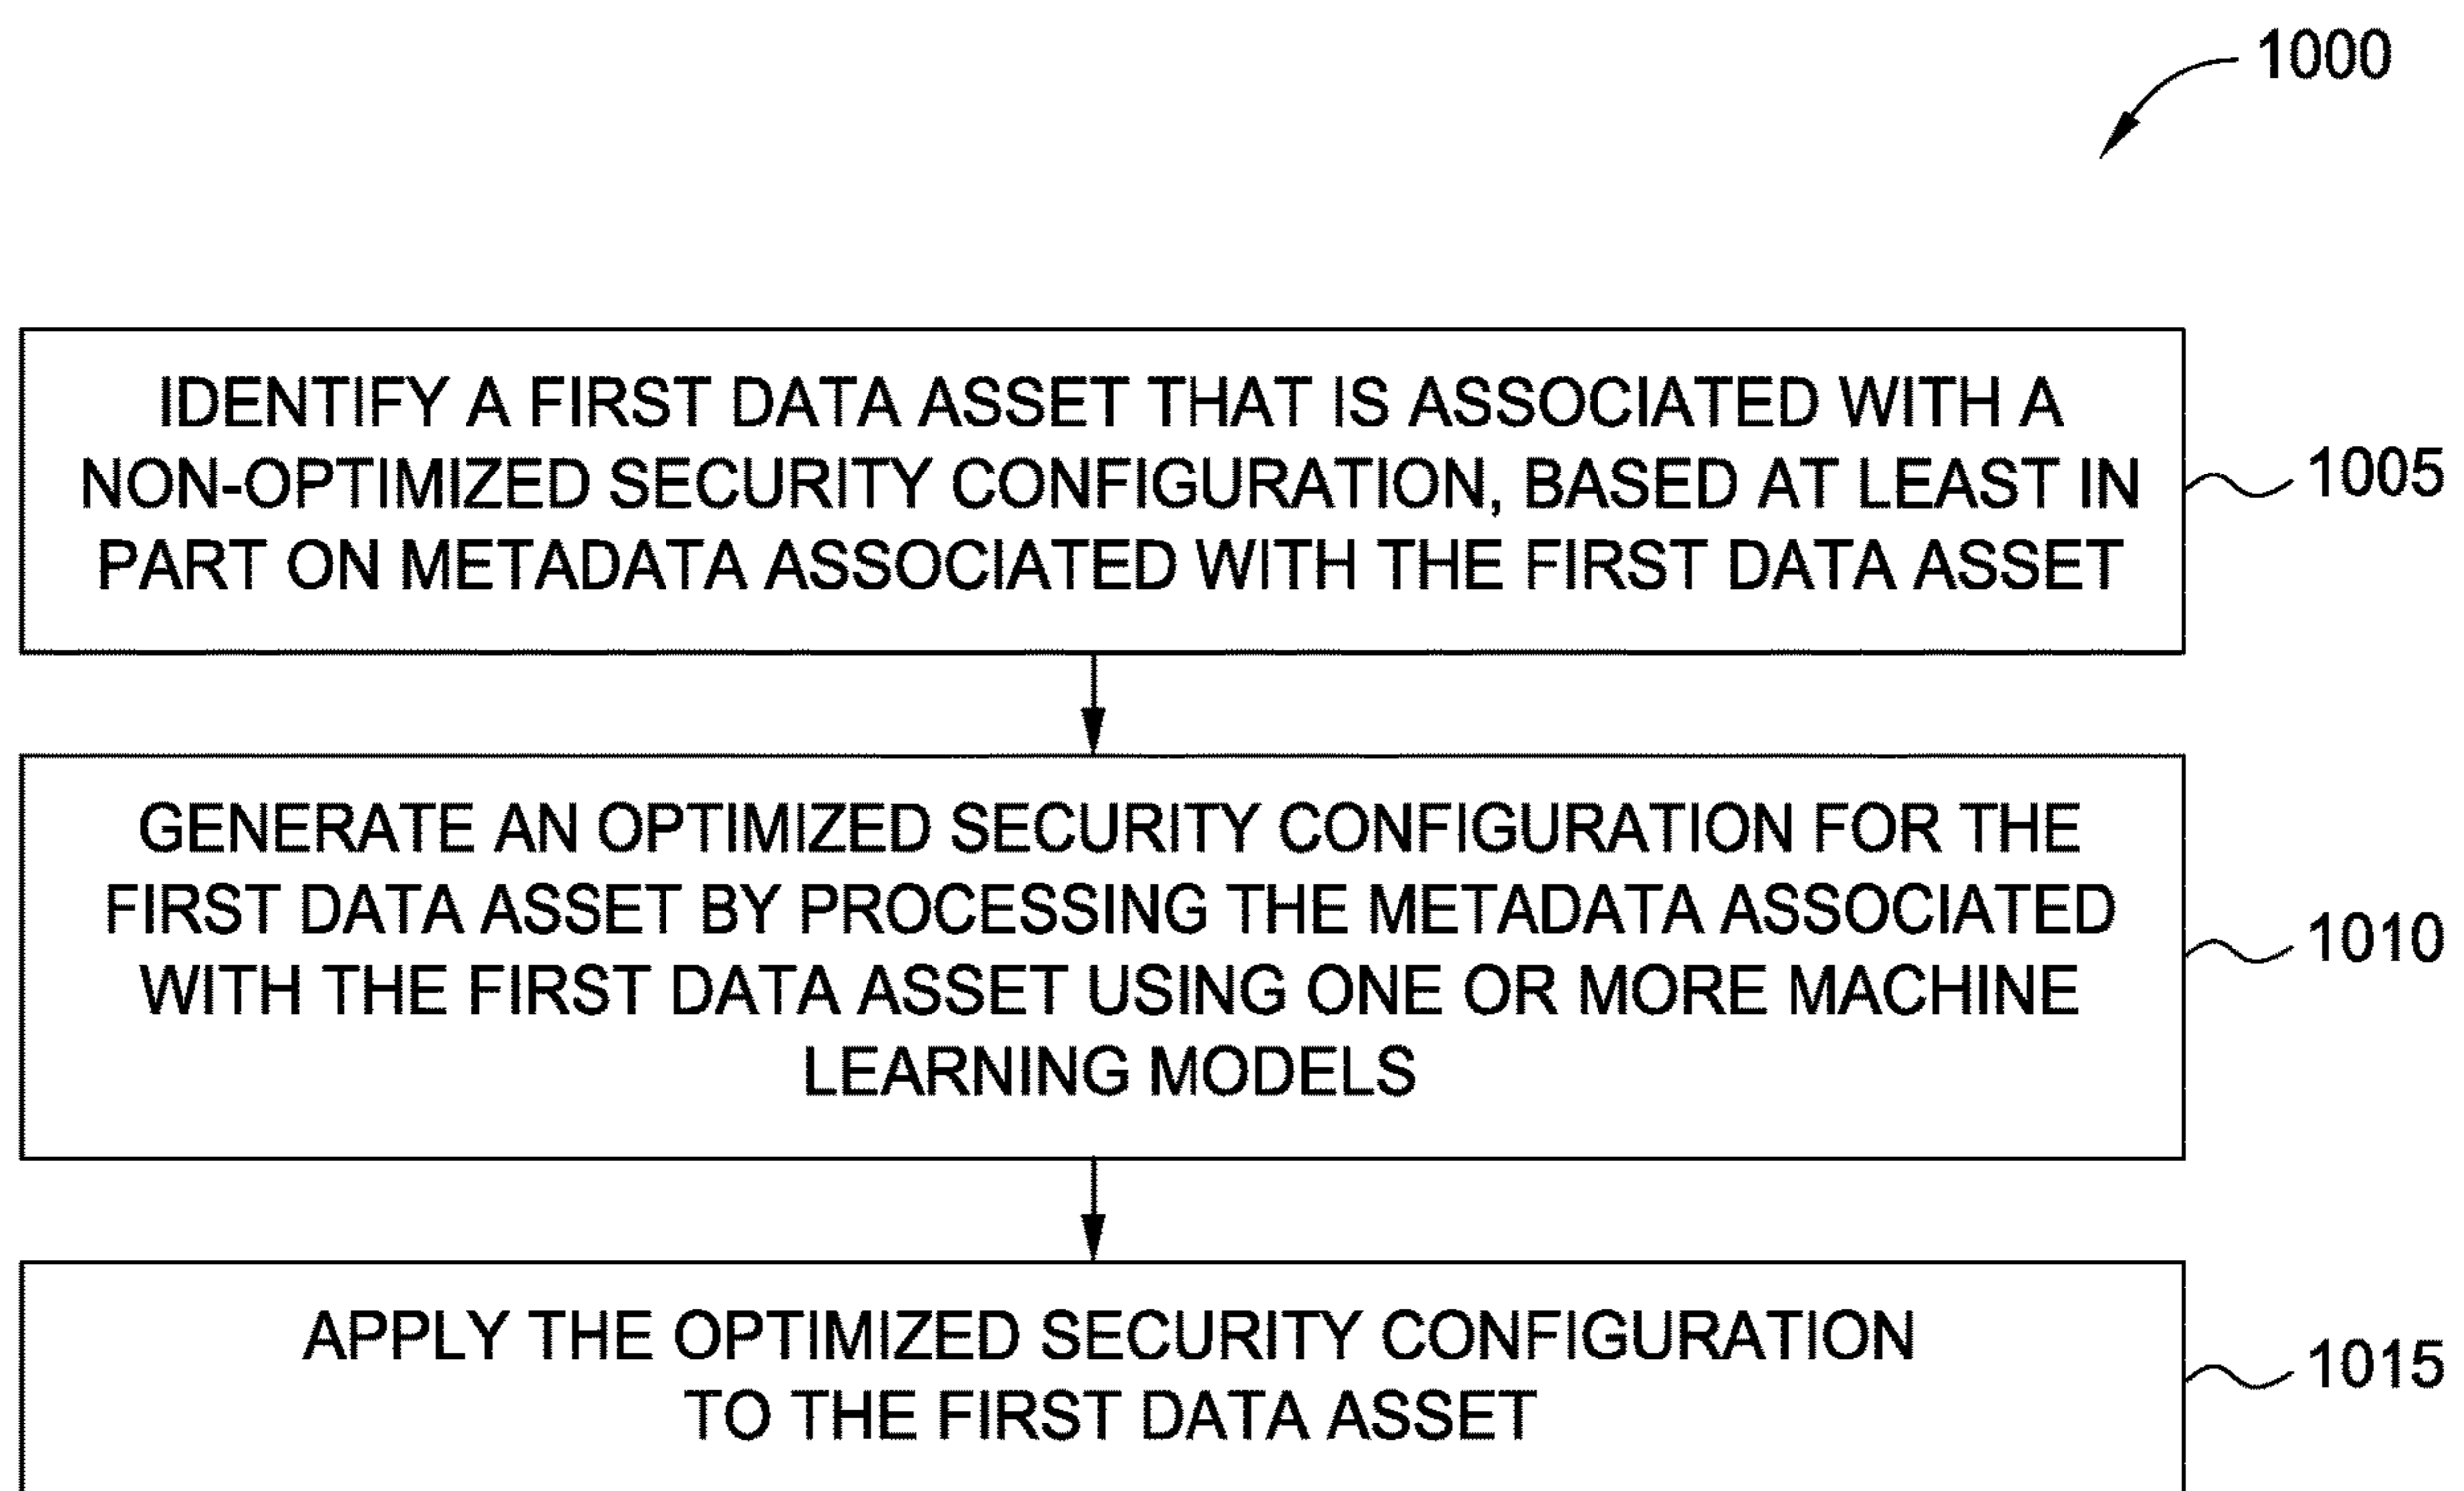 1000
IDENTIFY A FIRST DATA ASSET THAT IS ASSOCIATED WITH A
NON-OPTIMIZED SECURITY CONFIGURATION, BASED AT LEAST IN
PART ON METADATA ASSOCIATED WITH THE FIRST DATA ASSET
1005
GENERATE AN OPTIMIZED SECURITY CONFIGURATION FOR THE
FIRST DATA ASSET BY PROCESSING THE METADATA ASSOCIATED
WITH THE FIRST DATA ASSET USING ONE OR MORE MACHINE
LEARNING MODELS
1010
APPLY THE OPTIMIZED SECURITY CONFIGURATION
TO THE FIRST DATA ASSET
1015